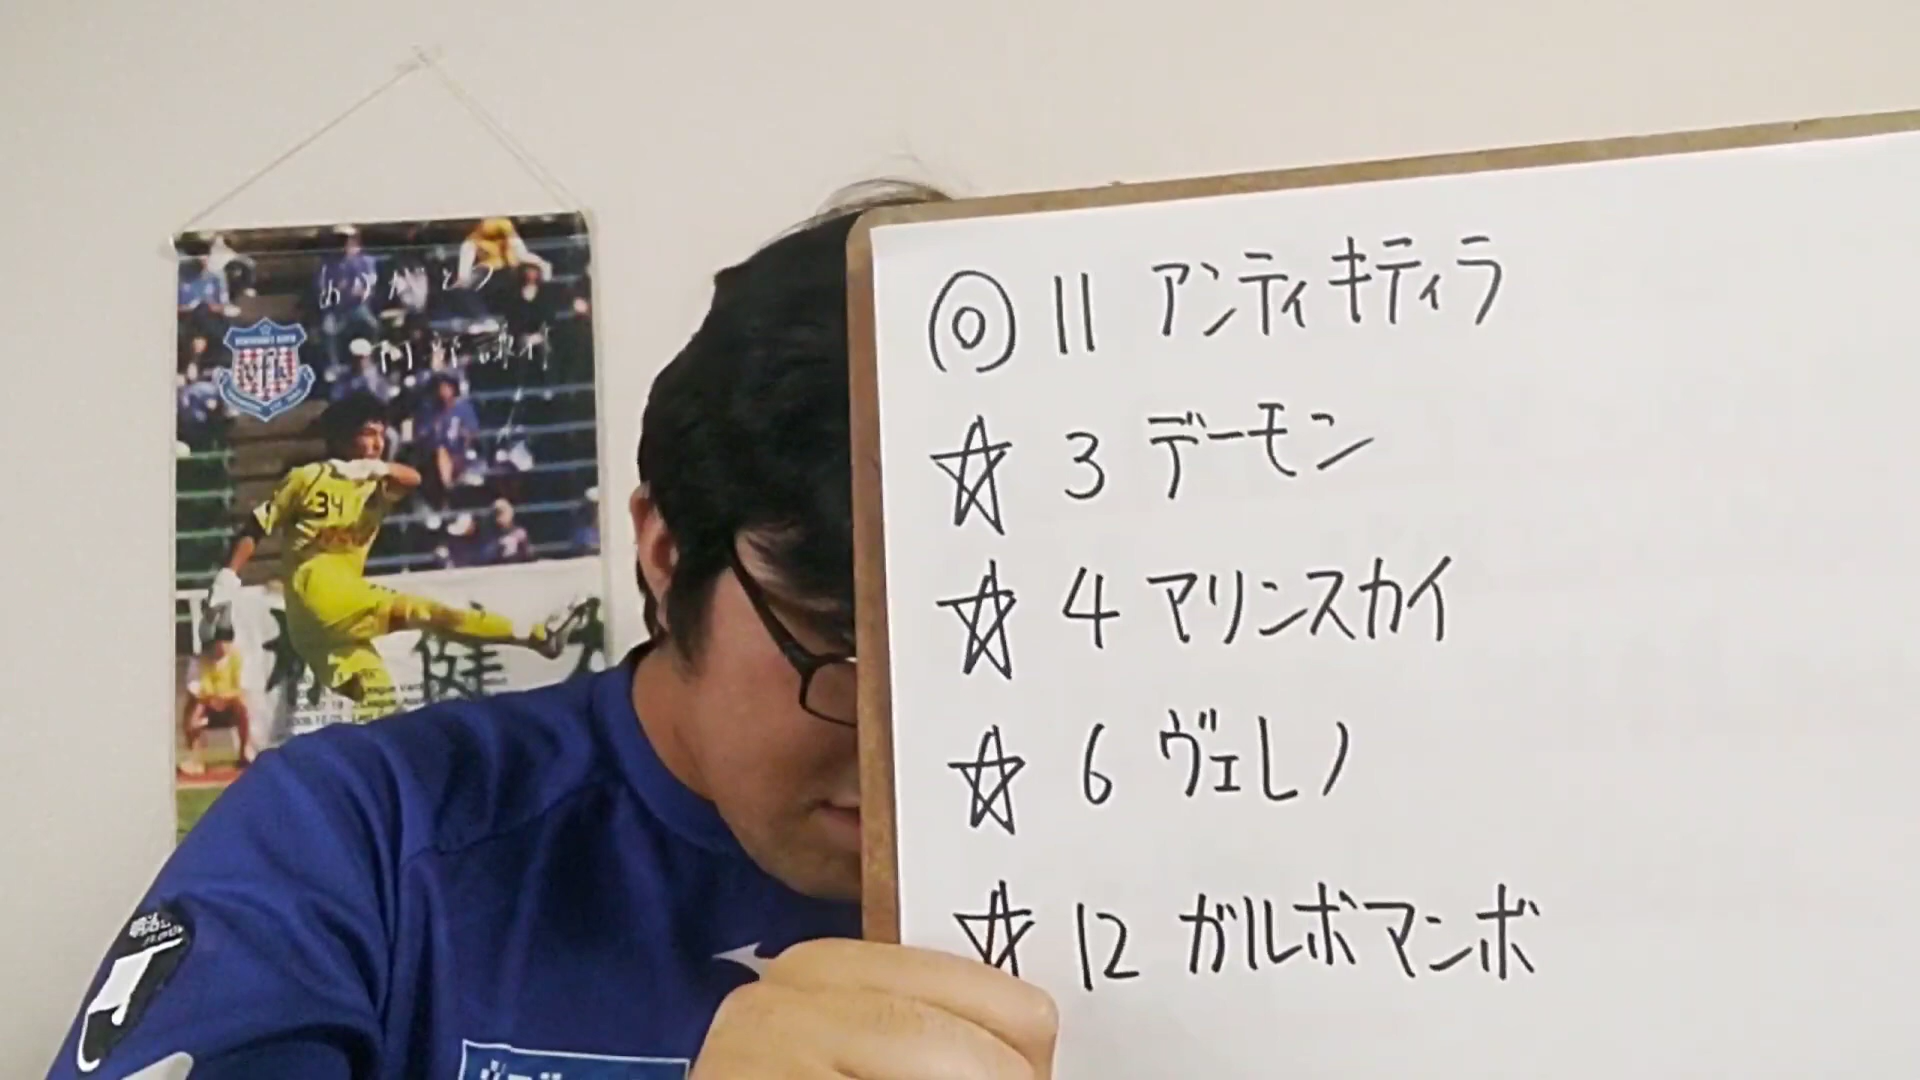 ありがとう
阿部謙作
34
◎ 11 アンティキティラ
☆ 3 デーモン
☆ 4 マリンスカイ
☆ 6 ヴェレノ
☆ 12 ガルボマンボ